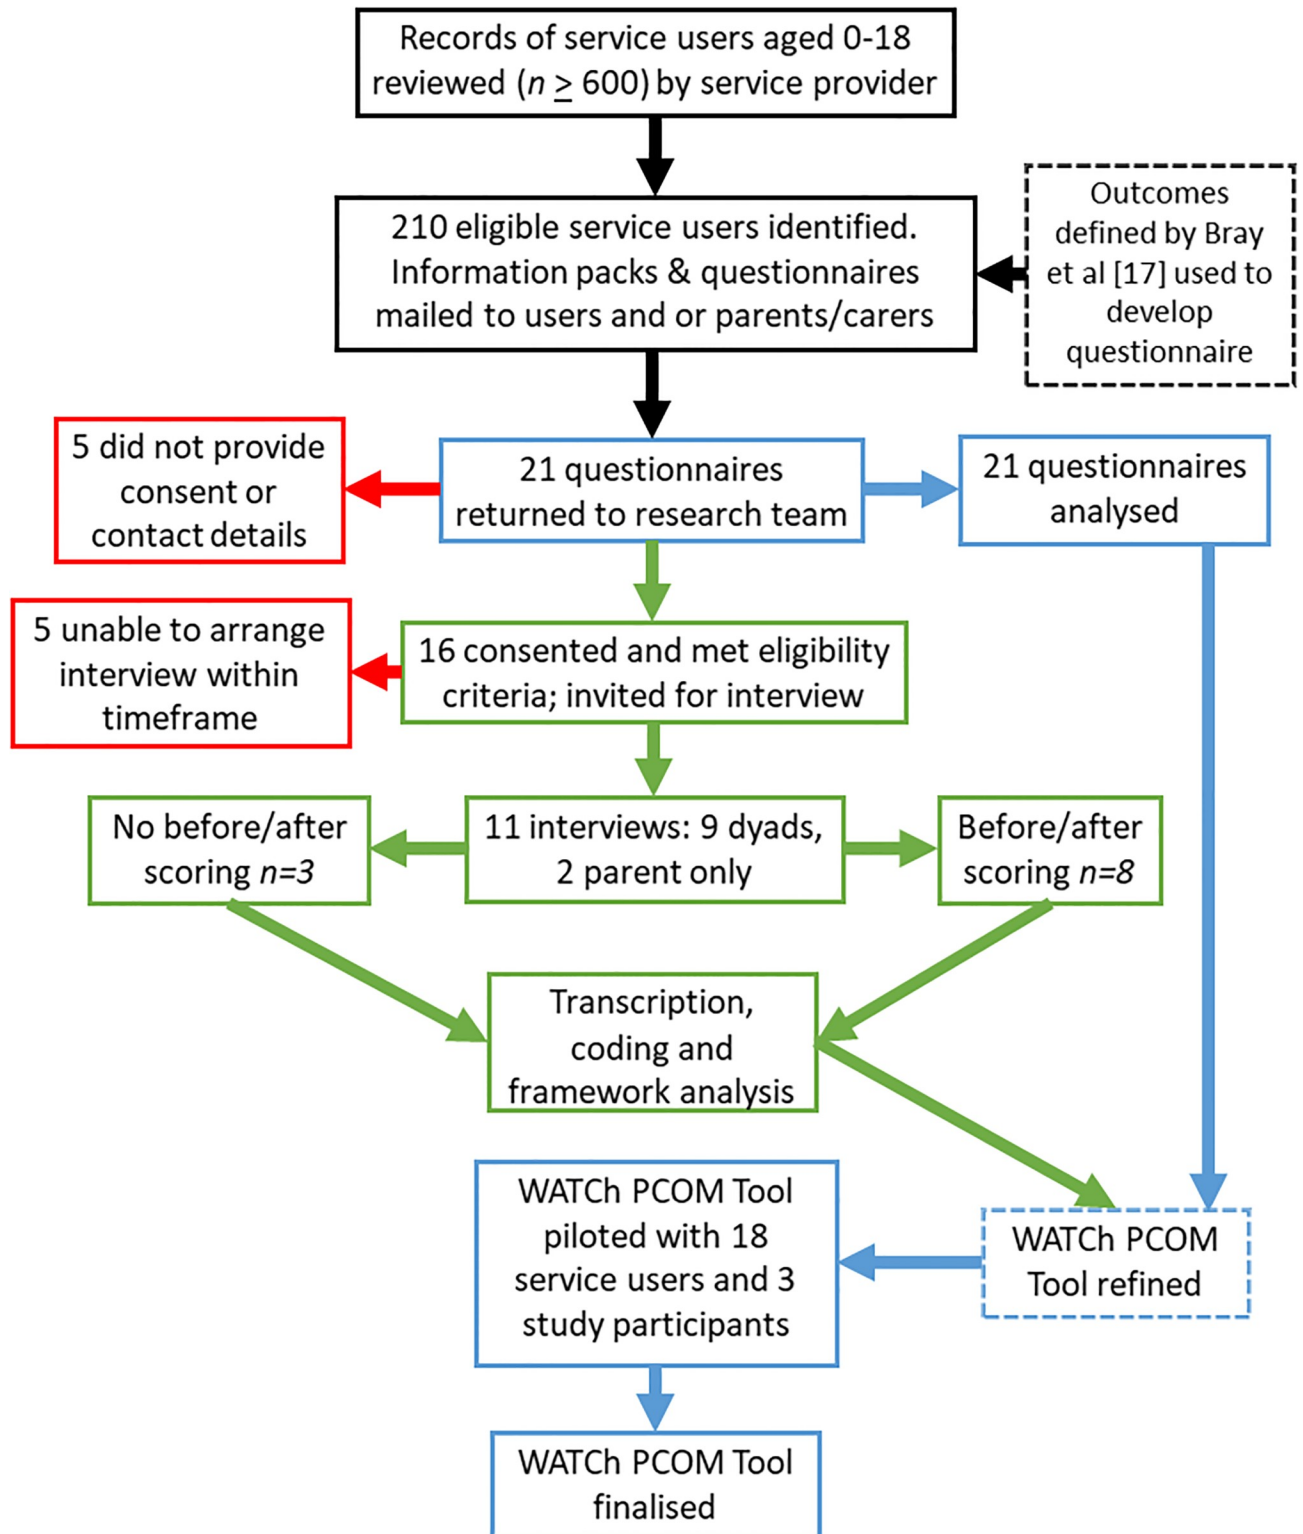 Records of service users aged 0-18
reviewed (n ≥ 600) by service provider
210 eligible service users identified.
Information packs & questionnaires
mailed to users and or parents/carers
Outcomes
defined by Bray
et al [17] used to
develop
questionnaire
5 did not provide
consent or
contact details
21 questionnaires
returned to research team
21 questionnaires
analysed
5 unable to arrange
interview within
timeframe
16 consented and met eligibility
criteria; invited for interview
No before/after
scoring n=3
11 interviews: 9 dyads,
2 parent only
Before/after
scoring n=8
Transcription,
coding and
framework analysis
WATCh PCOM Tool
piloted with 18
service users and 3
study participants
WATCh PCOM
Tool refined
WATCh PCOM Tool
finalised